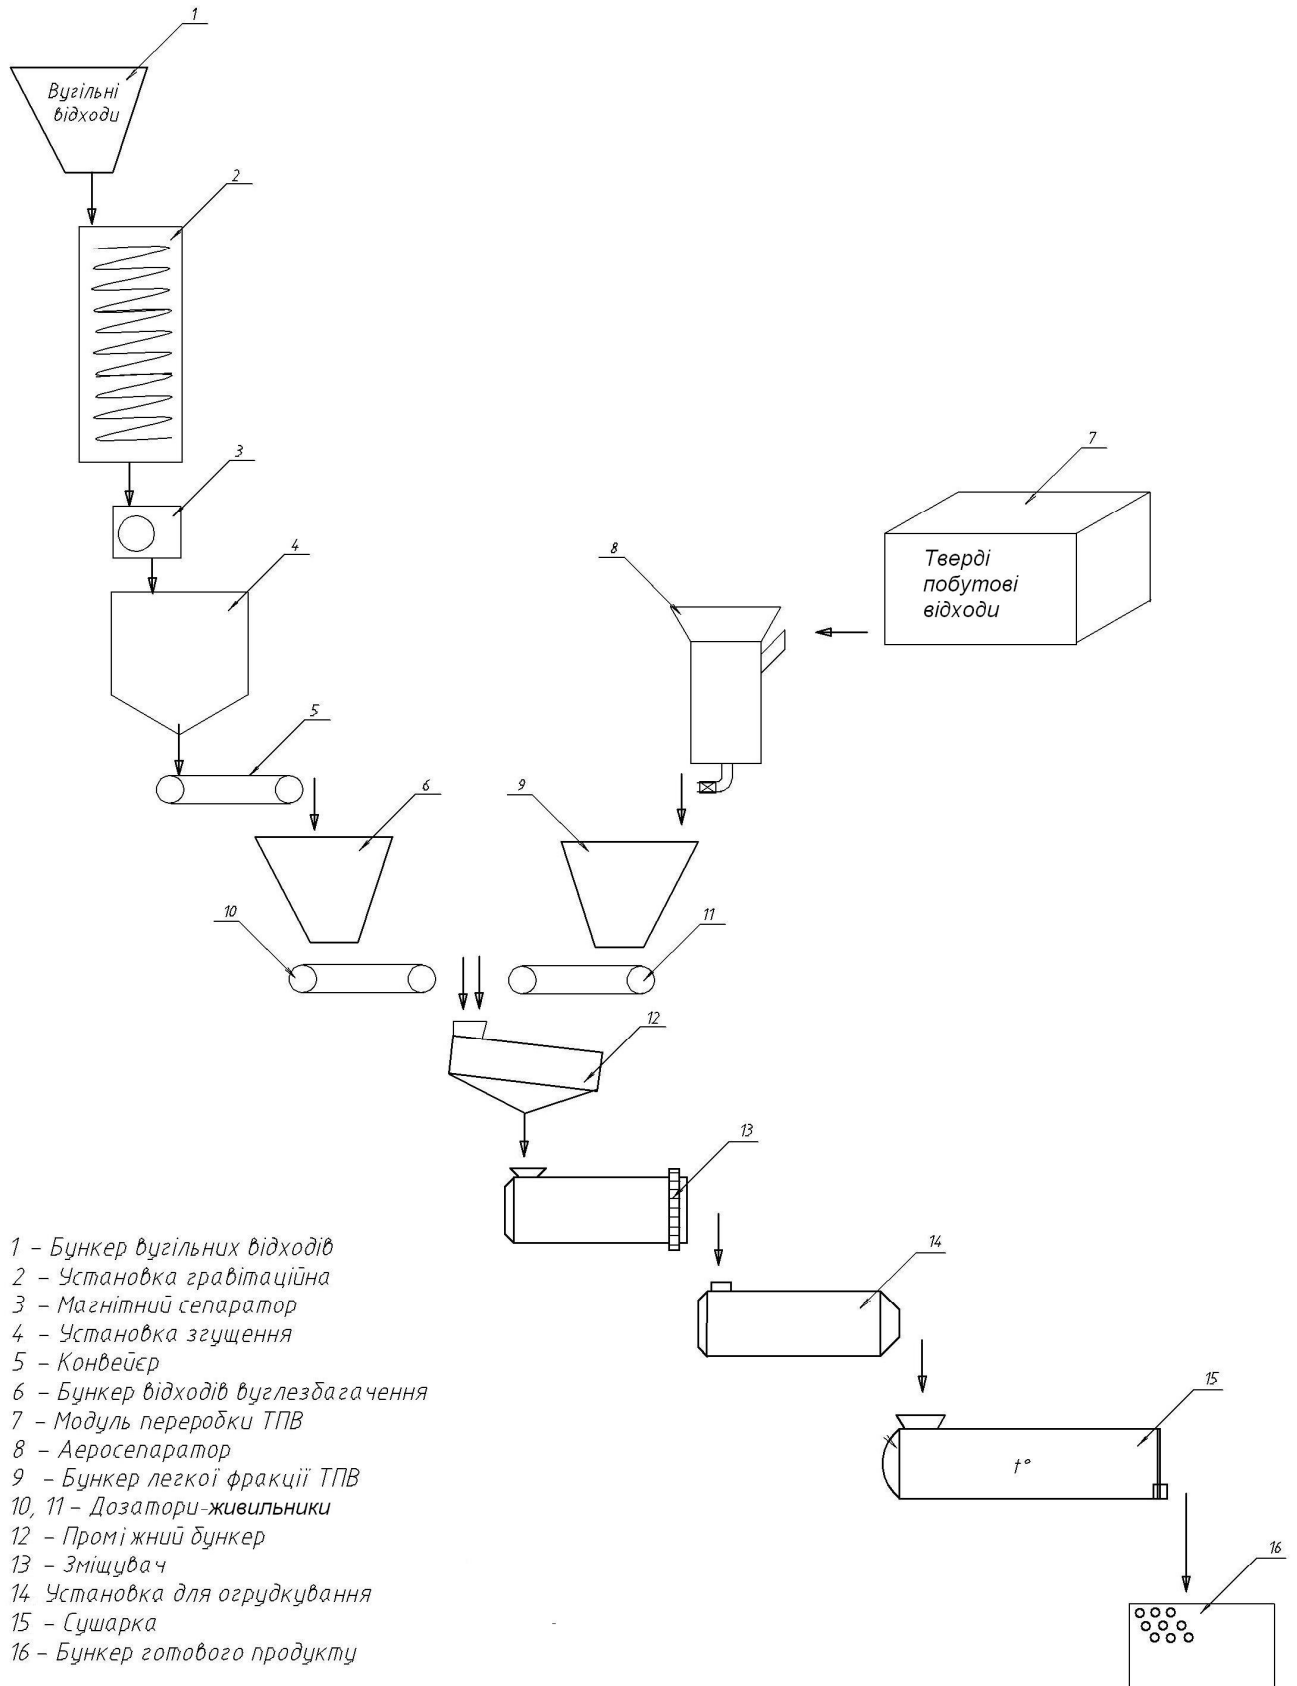 1
Вугільні
відходи
2
3
4
7
8
Тверді
побутові
відходи
5
6
9
10
11
12
13
14
15
t°
16
1 – Бункер вугільних відходів
2 – Установка гравітаційна
3 – Магнітний сепаратор
4 – Установка згущення
5 – Конвейєр
6 – Бункер відходів вуглезбагачення
7 – Модуль переробки ТПВ
8 – Аеросепаратор
9 – Бункер легкої фракції ТПВ
10, 11 – Дозатори-живильники
12 – Проміжний бункер
13 – Зміщувач
14 Установка для огрудкування
15 – Сушарка
16 – Бункер готового продукту